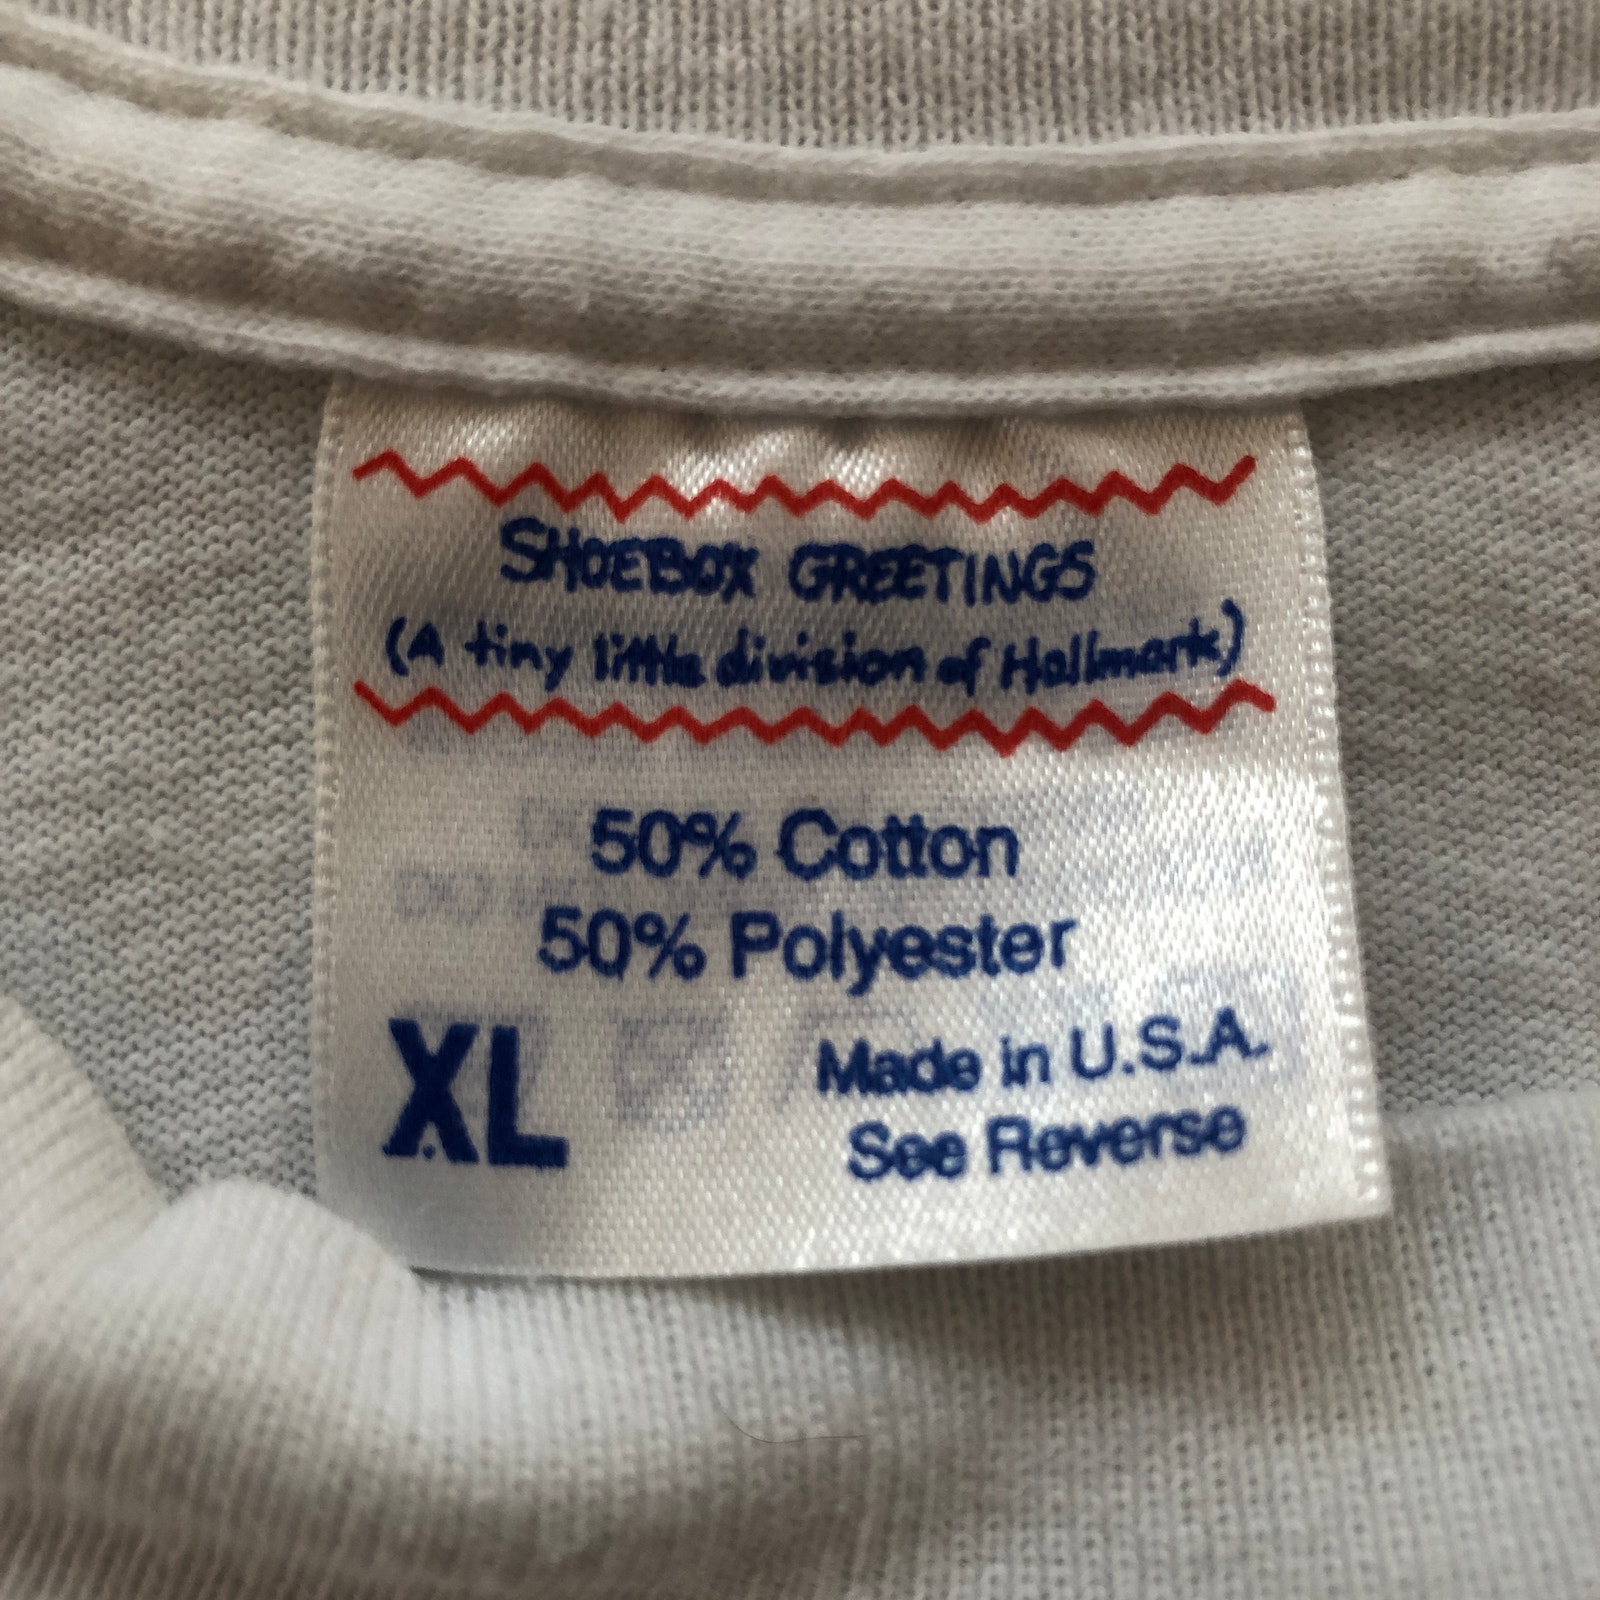 SHOEBOX GREETINGS
(A tiny little division of Hallmark)
50% Cotton
50% Polyester
XL
Made in U.S.A.
See Reverse